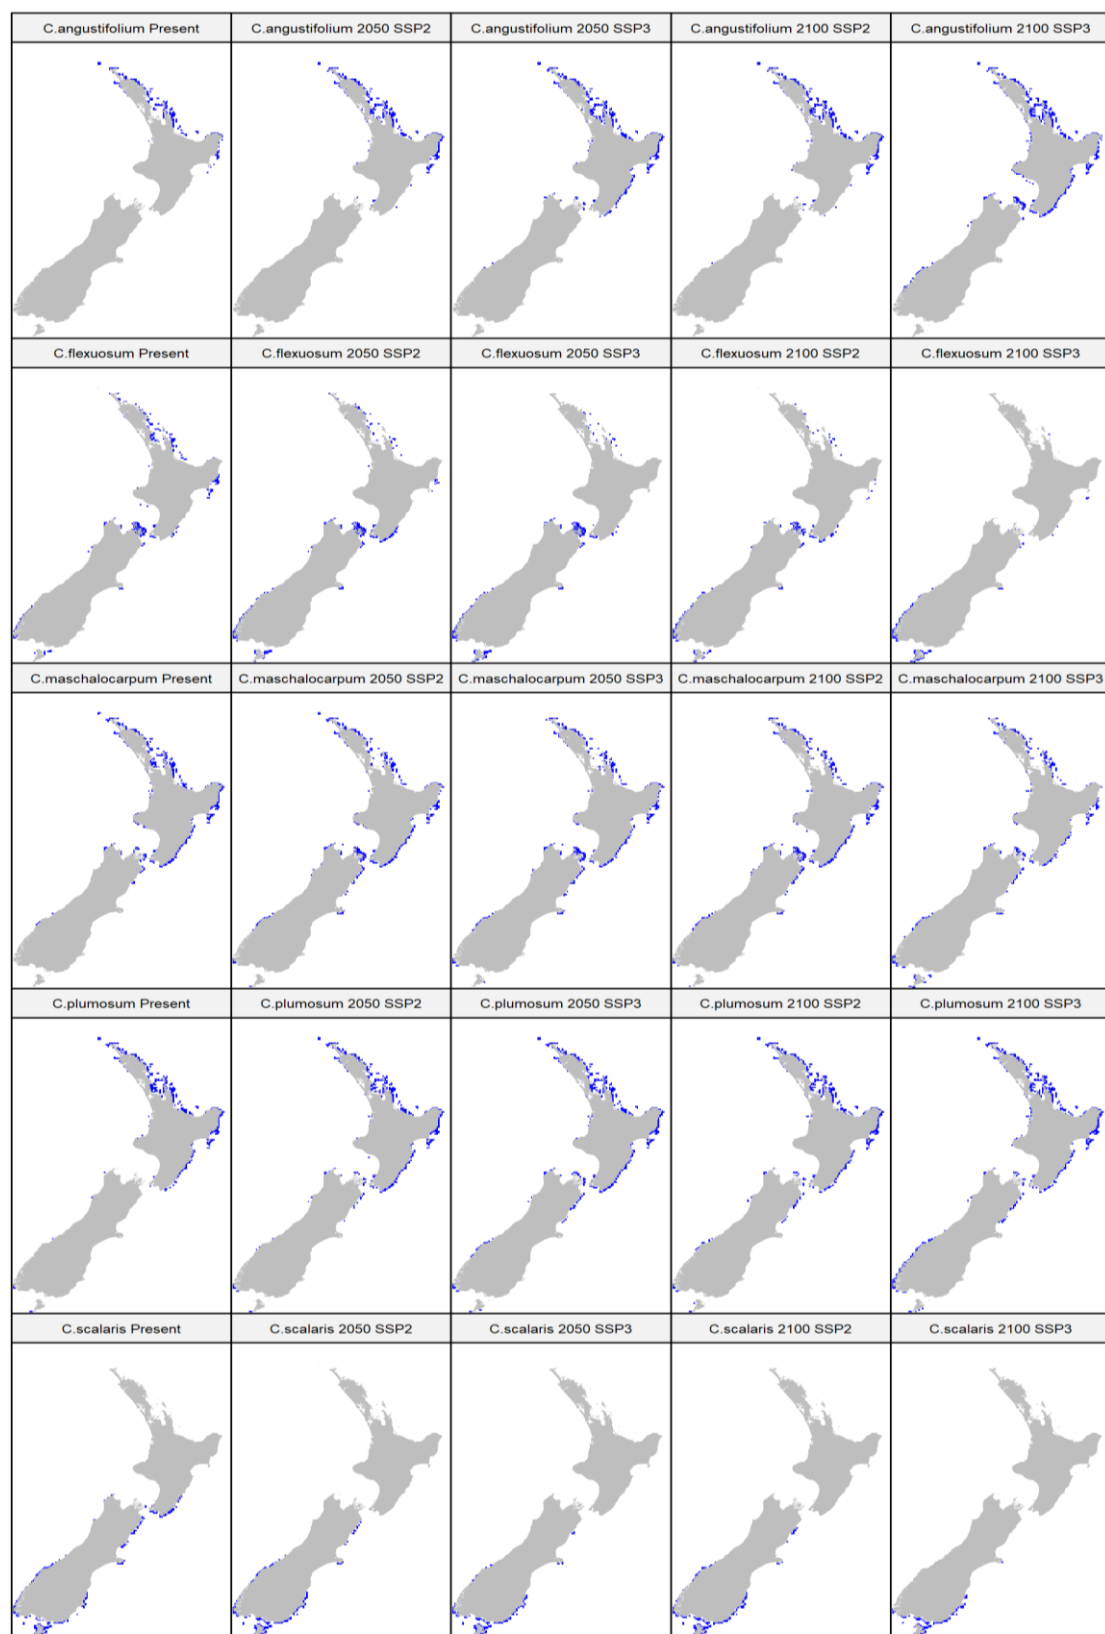 C.angustifolium Present
C.angustifolium 2050 SSP2
C.angustifolium 2050 SSP3
C.angustifolium 2100 SSP2
C.angustifolium 2100 SSP3
C.flexuosum Present
C.flexuosum 2050 SSP2
C.flexuosum 2050 SSP3
C.flexuosum 2100 SSP2
C.flexuosum 2100 SSP3
C.maschalocarpum Present
C.maschalocarpum 2050 SSP2
C.maschalocarpum 2050 SSP3
C.maschalocarpum 2100 SSP2
C.maschalocarpum 2100 SSP3
C.plumosum Present
C.plumosum 2050 SSP2
C.plumosum 2050 SSP3
C.plumosum 2100 SSP2
C.plumosum 2100 SSP3
C.scalaris Present
C.scalaris 2050 SSP2
C.scalaris 2050 SSP3
C.scalaris 2100 SSP2
C.scalaris 2100 SSP3